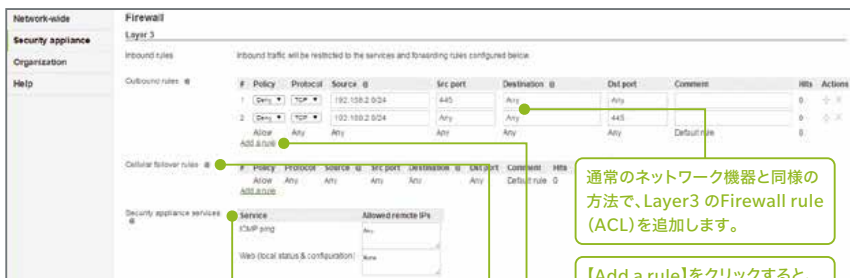 Network-wide
Security appliance
Organization
Help
Firewall
Layer 3
Inbound rules
Inbound traffic will be restricted to the services and forwarding rules configured below.
Outbound rules
# Policy Protocol Source Src port Destination Dst port Comment Hits Actions
1 Deny TCP 192.168.2.0/24 445 Any Any 0
2 Deny TCP 192.168.2.0/24 Any Any 445 0
Allow Any Any Any Any Any Default rule 0
Add a rule
Cellular failover rules
# Policy Protocol Source Src port Destination Dst port Comment Hits
Allow Any Any Any Any Any Default rule 0
Add a rule
Security appliance services
Service Allowed remote IPs
ICMP ping Any
Web (local status & configuration) None
通常のネットワーク機器と同様の
方法で、Layer3 のFirewall rule
(ACL)を追加します。
【Add a rule】をクリックすると